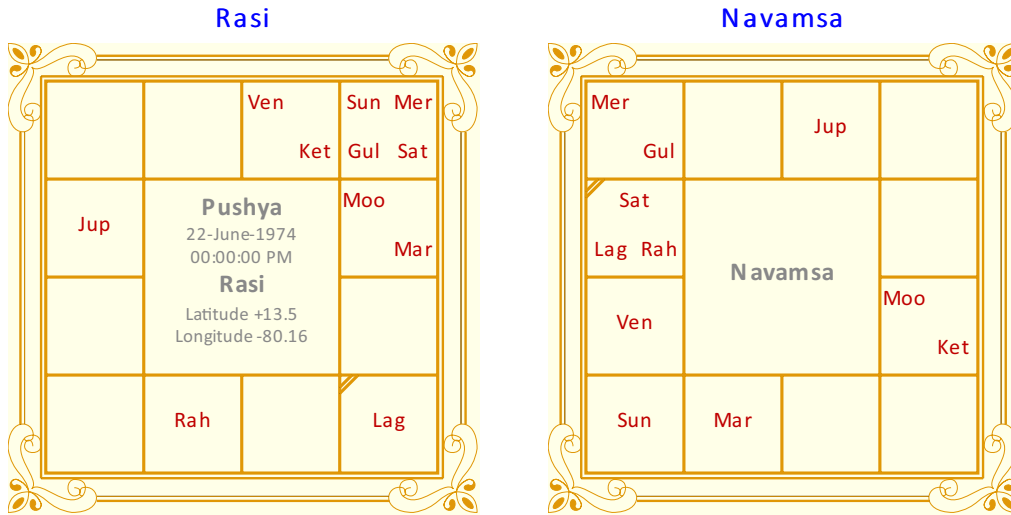 Rasi
Navamsa
Ven
Sun Mer
Ket
Gul Sat
Jup
Moo
Mar
Pushya
22-June-1974
00:00:00 PM
Rasi
Latitude +13.5
Longitude -80.16
Rah
Lag
Mer
Jup
Gul
Sat
Lag Rah
Navamsa
Ven
Moo
Ket
Sun
Mar